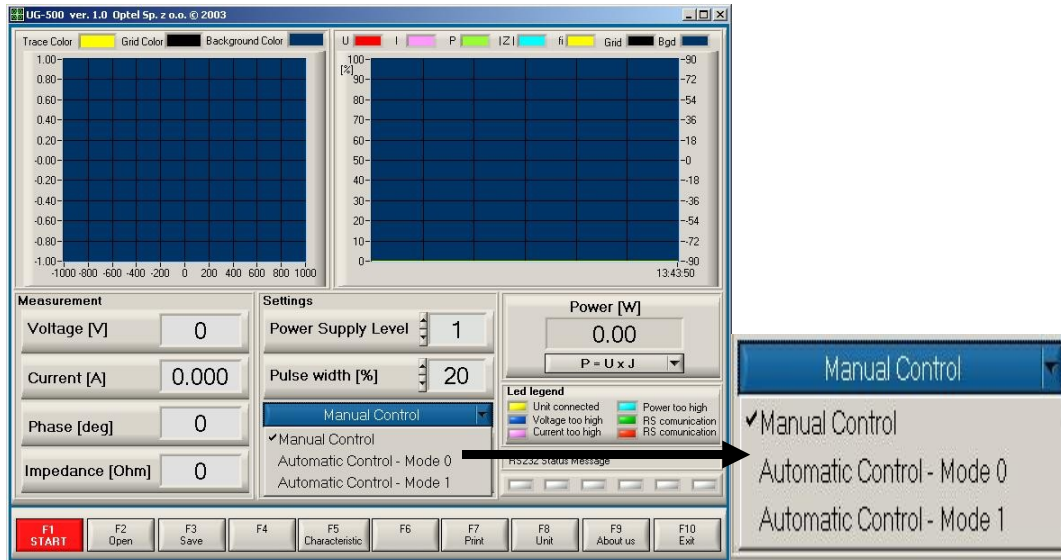 UG-500 ver. 1.0 Optel Sp. z o.o. © 2003
Trace Color Grid Color Background Color
U I P |Z| fi Grid Bgd
1.00
0.80
0.60
0.40
0.20
-0.00
-0.20
-0.40
-0.60
-0.80
-1.00
-1000 -800 -600 -400 -200 0 200 400 600 800 1000
[%]
100
90
80
70
60
50
40
30
20
10
0
90
72
54
36
18
0
-18
-36
-54
-72
-90
13:43:50
Measurement
Voltage [V] 0
Current [A] 0.000
Phase [deg] 0
Impedance [Ohm] 0
Settings
Power Supply Level 1
Pulse width [%] 20
Manual Control
Manual Control
Automatic Control - Mode 0
Automatic Control - Mode 1
Power [W]
0.00
P = U x J
Led legend
Unit connected Power too high
Voltage too high RS comunication
Current too high RS comunication
RS232 Status Message
F1 START
F2 Open
F3 Save
F4
F5 Characteristic
F6
F7 Print
F8 Unit
F9 About us
F10 Exit
Manual Control
Manual Control
Automatic Control - Mode 0
Automatic Control - Mode 1